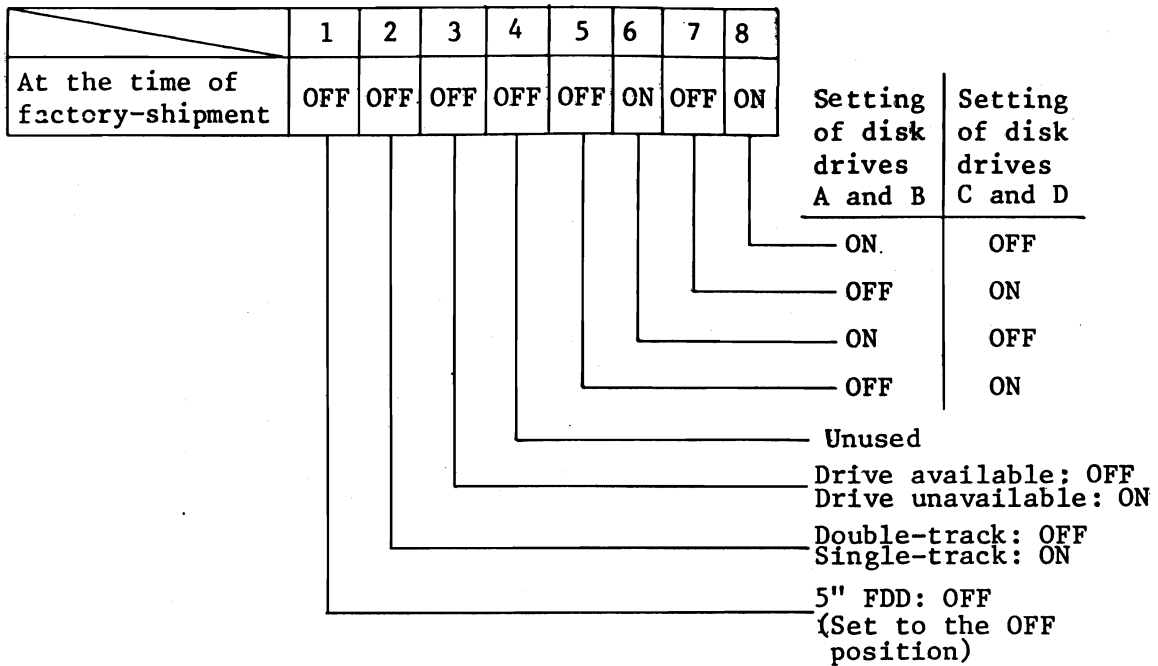 1 2 3 4 5 6 7 8
At the time of
factory-shipment
OFF OFF OFF OFF OFF ON OFF ON
Setting of disk drives A and B
Setting of disk drives C and D
ON. OFF
OFF ON
ON OFF
OFF ON
Unused
Drive available: OFF
Drive unavailable: ON
Double-track: OFF
Single-track: ON
5" FDD: OFF
(Set to the OFF
position)